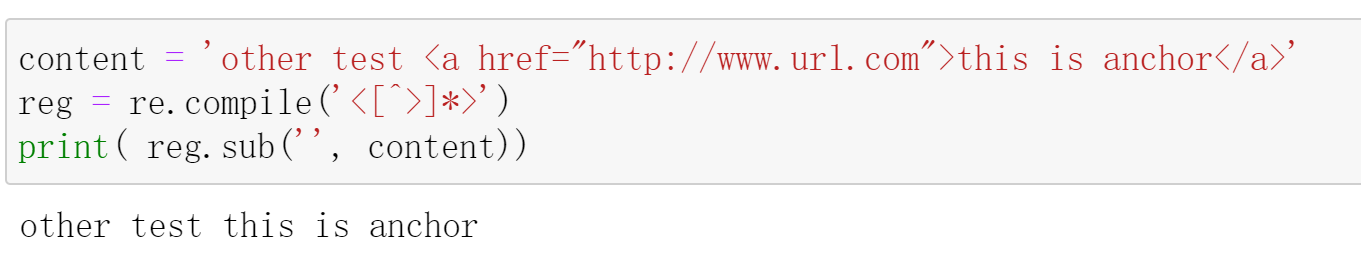 content = 'other test <a href="http://www.url.com">this is anchor</a>'
reg = re.compile('<[^>]*>')
print( reg.sub('', content))
other test this is anchor